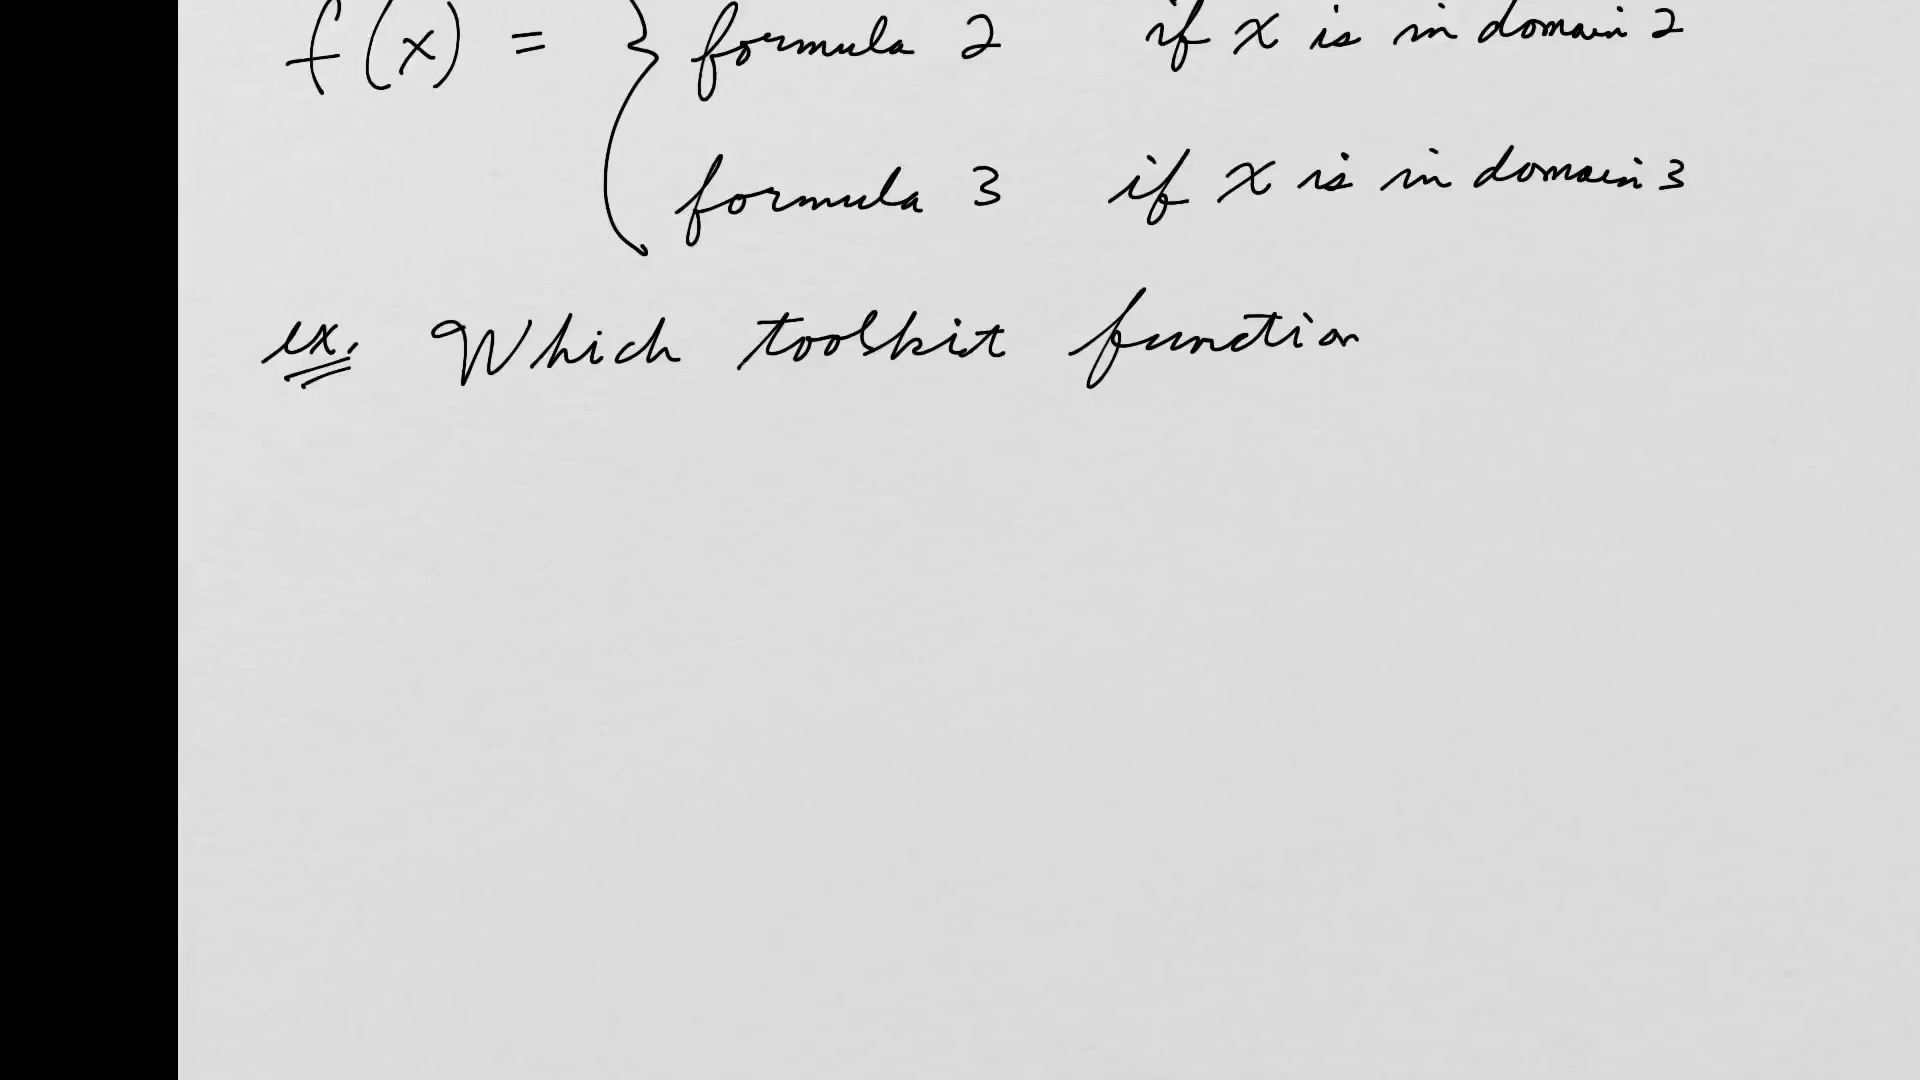 f(x) = { formula 2 if x is in domain 2
formula 3 if x is in domain 3
ex. Which toolkit function